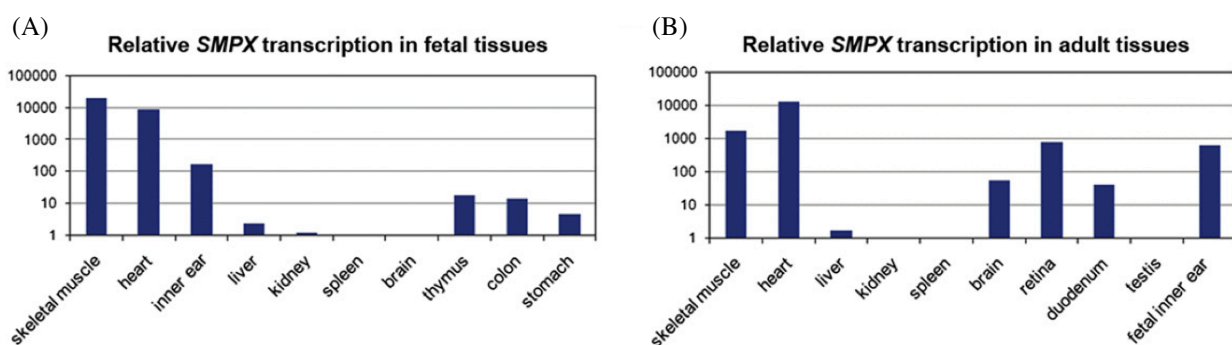 (A)
Relative SMPX transcription in fetal tissues
100000
10000
1000
100
10
1
skeletal muscle
heart
inner ear
liver
kidney
spleen
brain
thymus
colon
stomach
(B)
Relative SMPX transcription in adult tissues
100000
10000
1000
100
10
1
skeletal muscle
heart
liver
kidney
spleen
brain
retina
duodenum
testis
fetal inner ear